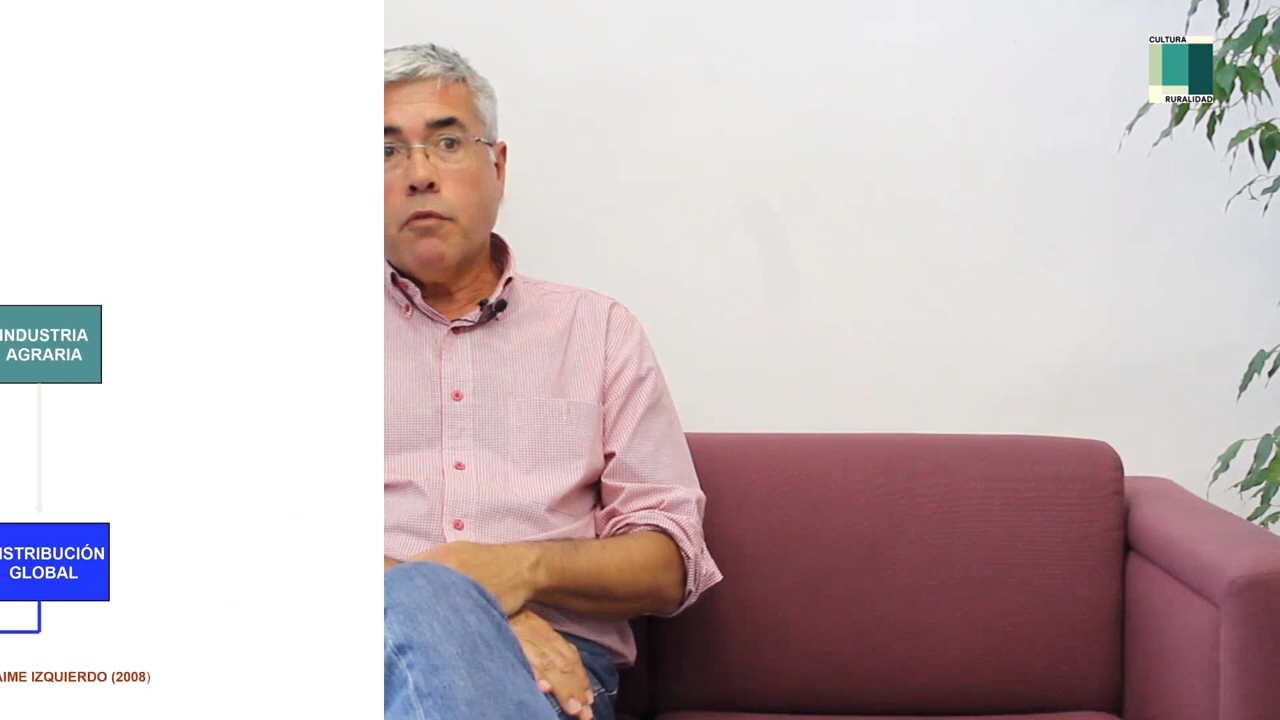 CULTURA
RURALIDAD
INDUSTRIA
AGRARIA
ISTRIBUCIÓN
GLOBAL
AIME IZQUIERDO (2008)